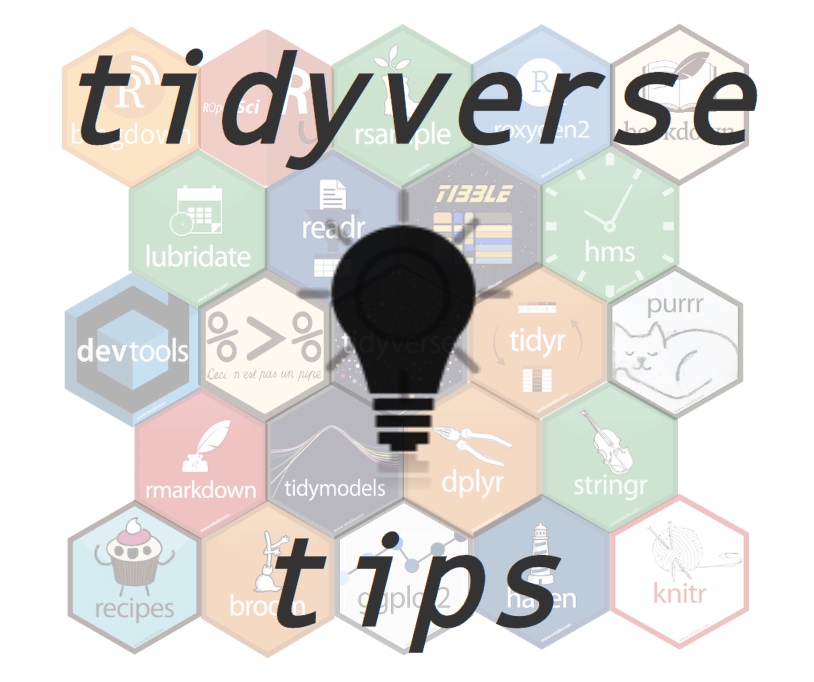 tidyverse
blogdown
rOpenSci
rsample
roxygen2
bookdown
lubridate
readr
TIBBLE
hms
devtools
%>%
Ceci n'est pas un pipe
tidyverse
tidyr
purrr
rmarkdown
tidymodels
dplyr
stringr
recipes
broom
ggplot2
haven
knitr
tips